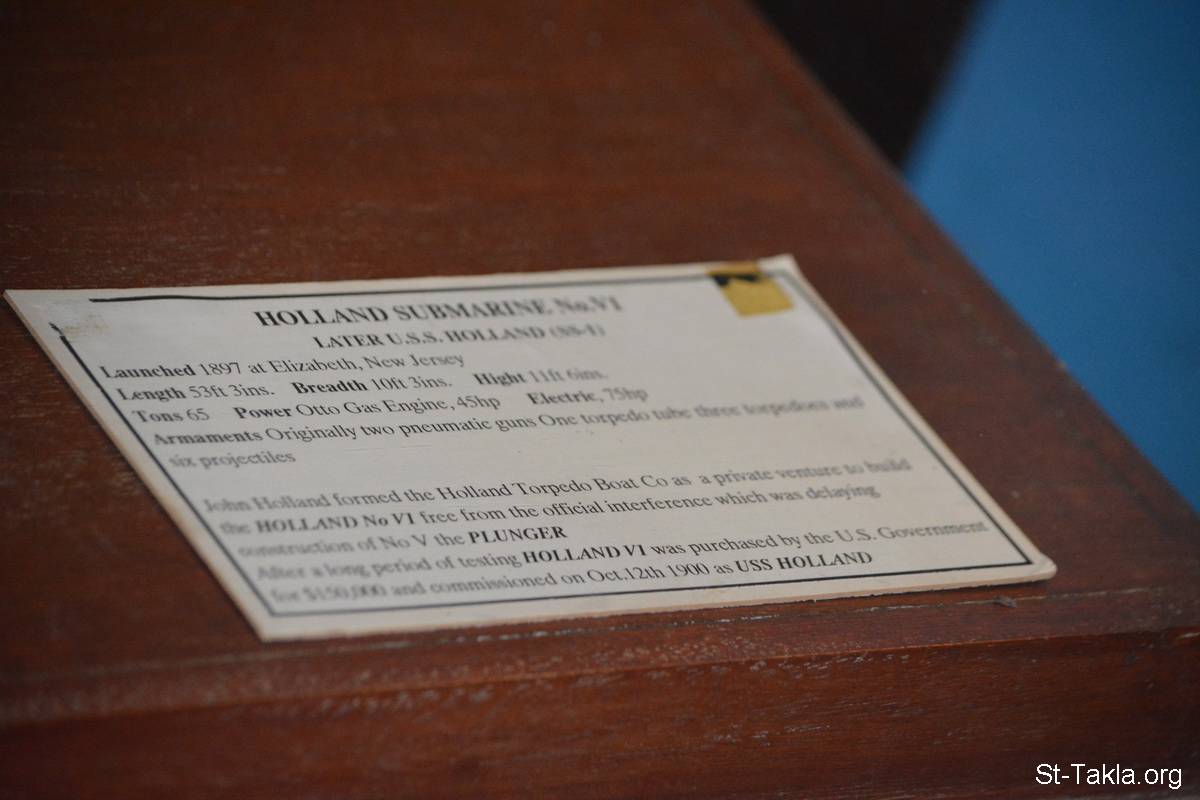 HOLLAND SUBMARINE No.VI
LATER U.S.S. HOLLAND (SS-1)
Launched 1897 at Elizabeth, New Jersey
Length 53ft 3ins. Breadth 10ft 3ins. Hight 11ft 6ins.
Tons 65 Power Otto Gas Engine, 45hp Electric, 75hp
Armaments Originally two pneumatic guns One torpedo tube three torpedoes and
six projectiles
John Holland formed the Holland Torpedo Boat Co as a private venture to build
the HOLLAND No VI free from the official interference which was delaying
construction of No V the PLUNGER
After a long period of testing HOLLAND VI was purchased by the U.S. Government
for $150,000 and commissioned on Oct.12th 1900 as USS HOLLAND
St-Takla.org